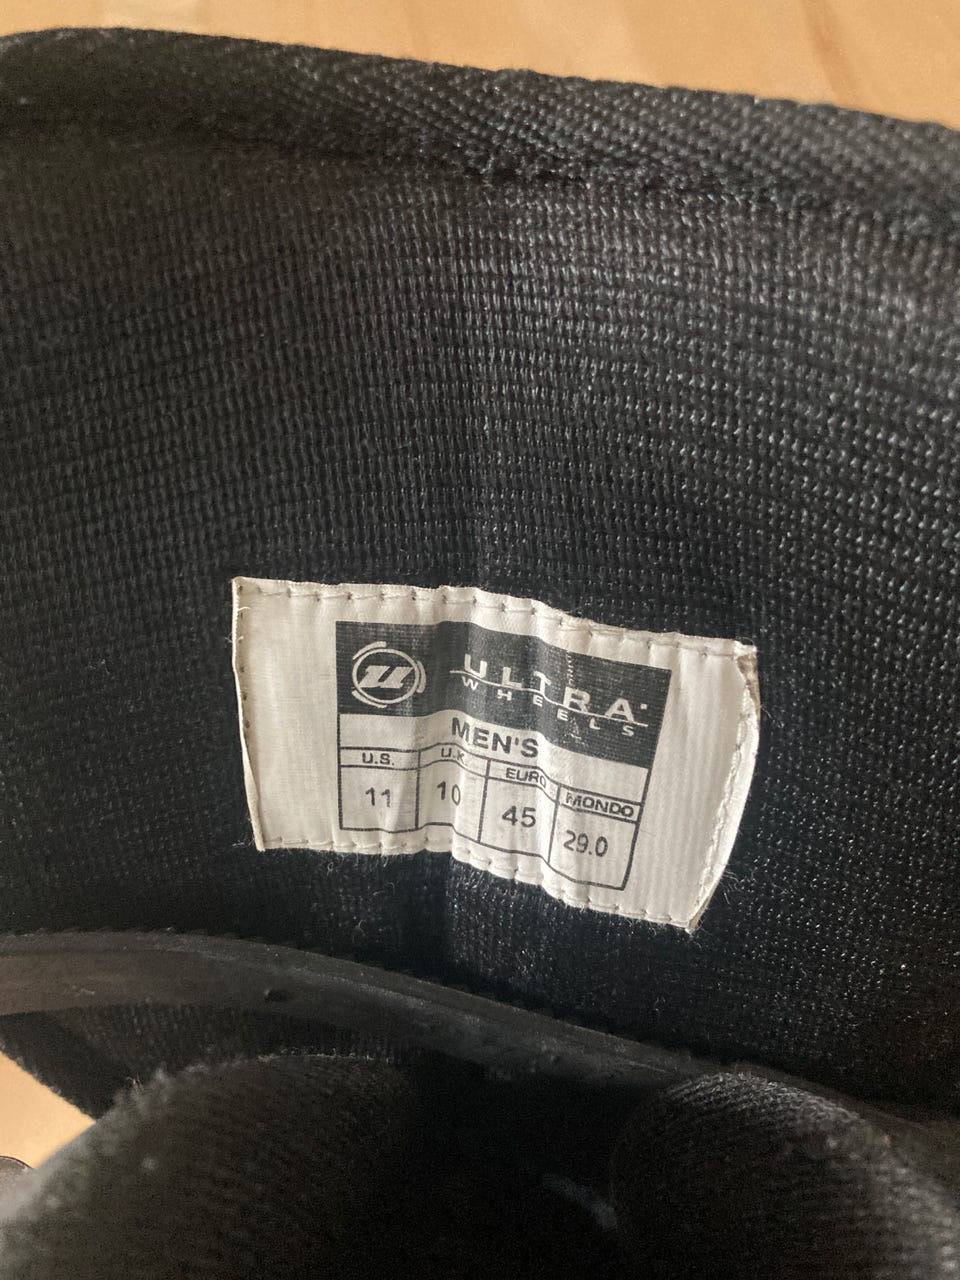 u ULTRA
WHEELS
MEN'S
U.S. U.K. EURO MONDO
11 10 45 29.0